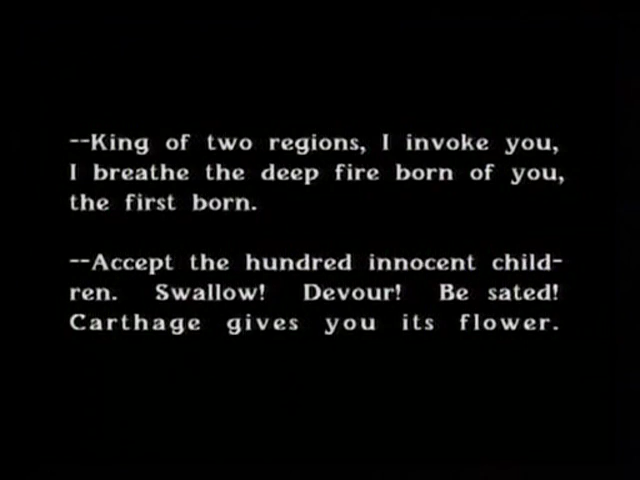 --King of two regions, I invoke you,
I breathe the deep fire born of you,
the first born.
--Accept the hundred innocent child-
ren. Swallow! Devour! Be sated!
Carthage gives you its flower.